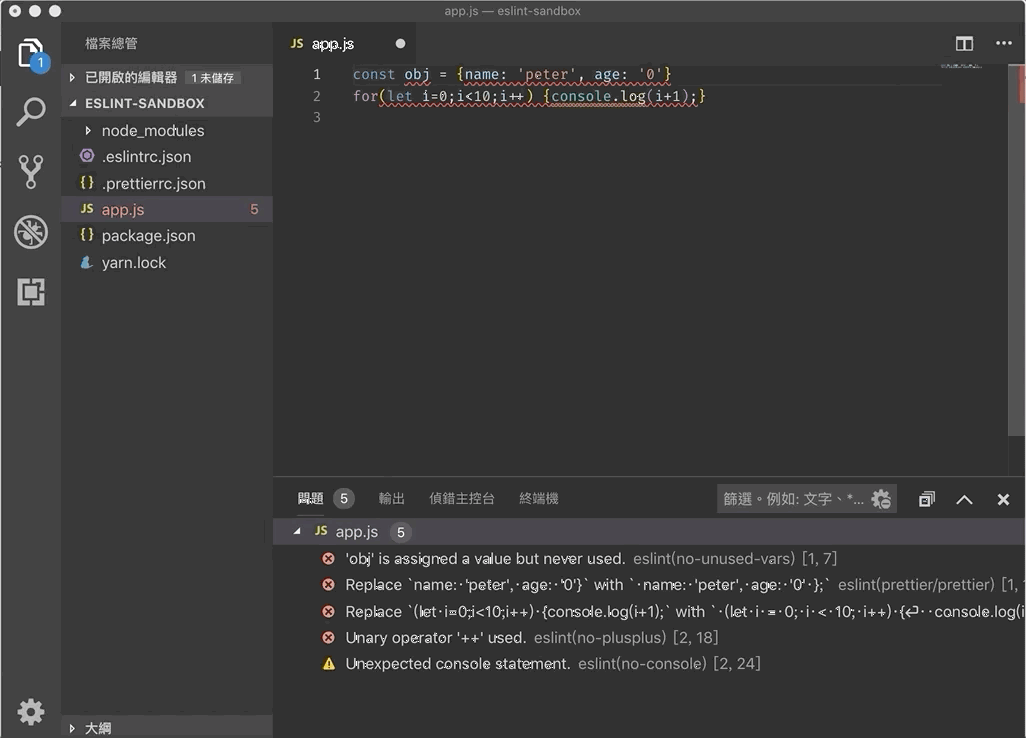 app.js — eslint-sandbox
1
檔案總管
已開啟的編輯器 1 未儲存
ESLINT-SANDBOX
node_modules
.eslintrc.json
{} .prettierrc.json
JS app.js 5
{} package.json
yarn.lock
大綱
JS app.js
1 const obj = {name: 'peter', age: '0'}
2 for(let i=0;i<10;i++) {console.log(i+1);}
3
問題 5 輸出 偵錯主控台 終端機 篩選。例如: 文字、*...
JS app.js 5
'obj' is assigned a value but never used. eslint(no-unused-vars) [1, 7]
Replace `name:·'peter',·age:·'0'}` with `·name:·'peter',·age:·'0'·};` eslint(prettier/prettier) [1,
Replace `(let·i=0;i<10;i++)·{console.log(i+1);` with `·(let·i·=·0;·i·<·10;·i++)·{⏎··console.log(i
Unary operator '++' used. eslint(no-plusplus) [2, 18]
Unexpected console statement. eslint(no-console) [2, 24]